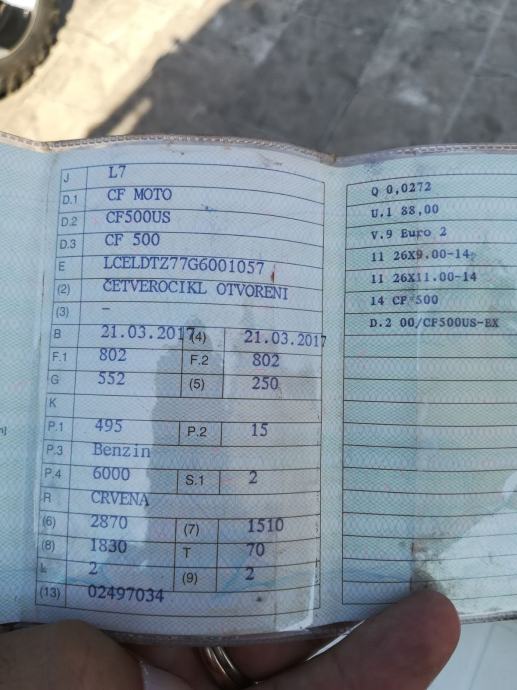 J L7
D.1 CF MOTO
D.2 CF500US
D.3 CF 500
E LCELDTZ77G6001057
(2) ČETVEROCIKL OTVORENI
(3) –
B 21.03.2017 (4) 21.03.2017
F.1 802 F.2 802
G 552 (5) 250
K
P.1 495 P.2 15
P.3 Benzin
P.4 6000 S.1 2
R CRVENA
(6) 2870 (7) 1510
(8) 1830 T 70
L 2 (9) 2
(13) 02497034
Q 0,0272
U.1 88,00
V.9 Euro 2
11 26X9.00-14
11 26X11.00-14
14 CF 500
D.2 00/CF500US-EX